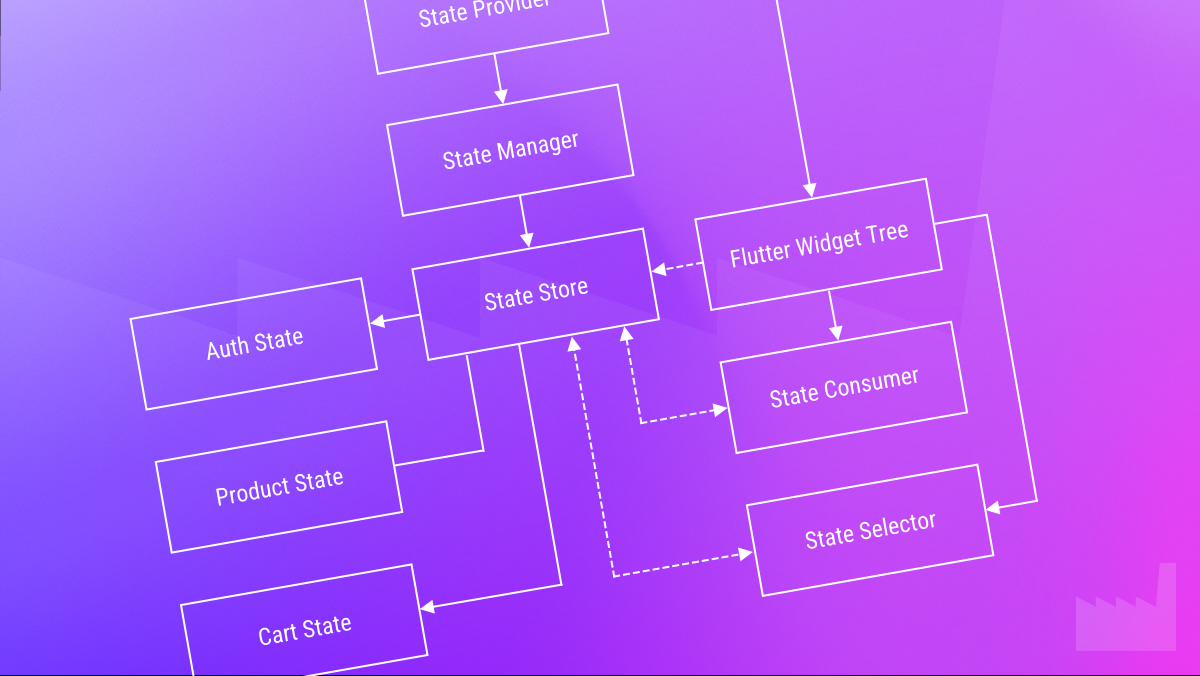 State Provider
State Manager
Flutter Widget Tree
State Store
Auth State
State Consumer
Product State
State Selector
Cart State